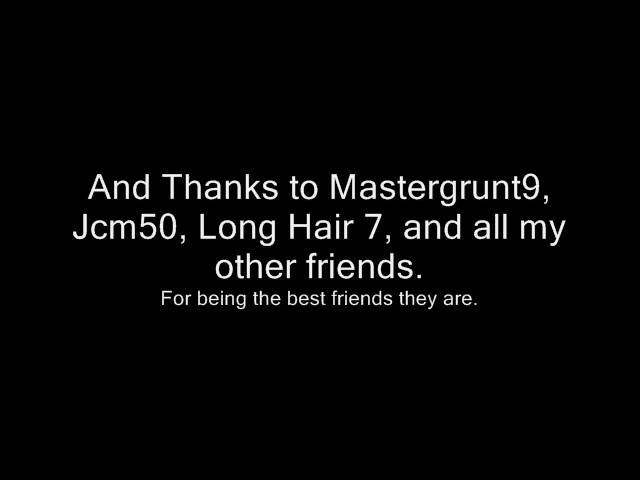 And Thanks to Mastergrunt9,
Jcm50, Long Hair 7, and all my
other friends.
For being the best friends they are.